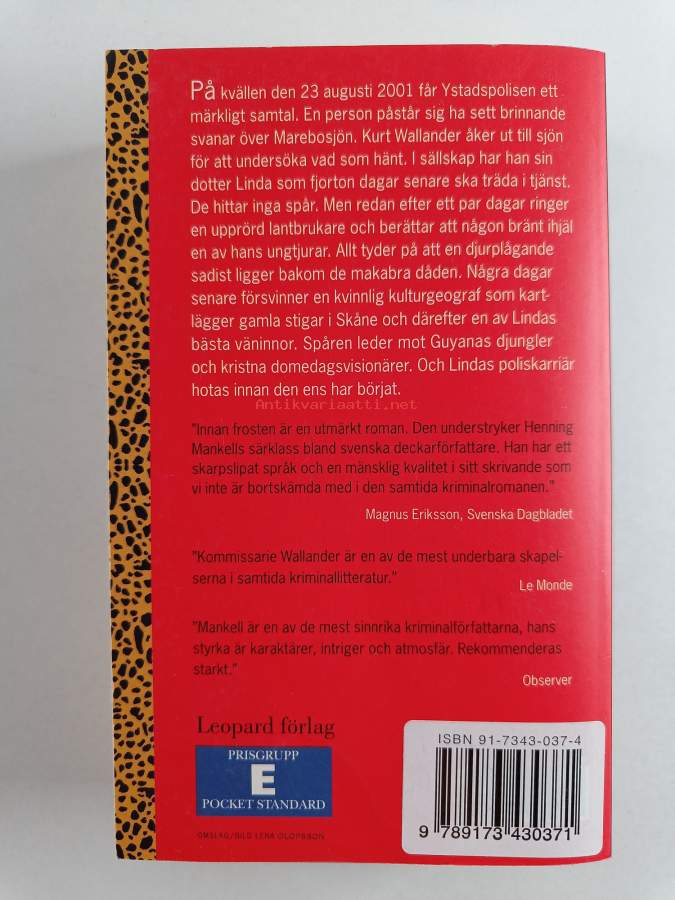 På kvällen den 23 augusti 2001 får Ystadspolisen ett
märkligt samtal. En person påstår sig ha sett brinnande
svanar över Marebosjön. Kurt Wallander åker ut till sjön
för att undersöka vad som hänt. I sällskap har han sin
dotter Linda som fjorton dagar senare ska träda i tjänst.
De hittar inga spår. Men redan efter ett par dagar ringer
en upprörd lantbrukare och berättar att någon bränt ihjäl
en av hans ungtjurar. Allt tyder på att en djurplågande
sadist ligger bakom de makabra dåden. Några dagar
senare försvinner en kvinnlig kulturgeograf som kart-
lägger gamla stigar i Skåne och därefter en av Lindas
bästa väninnor. Spåren leder mot Guyanas djungler
och kristna domedagsvisionärer. Och Lindas poliskarriär
hotas innan den ens har börjat.
Antikvariaatti.net
"Innan frosten är en utmärkt roman. Den understryker Henning
Mankells särklass bland svenska deckarförfattare. Han har ett
skarpslipat språk och en mänsklig kvalitet i sitt skrivande som
vi inte är bortskämda med i den samtida kriminalromanen."
Magnus Eriksson, Svenska Dagbladet
"Kommissarie Wallander är en av de mest underbara skapel-
serna i samtida kriminallitteratur."
Le Monde
"Mankell är en av de mest sinnrika kriminalförfattarna, hans
styrka är karaktärer, intriger och atmosfär. Rekommenderas
starkt."
Observer
Leopard förlag
PRISGRUPP
E
POCKET STANDARD
OMSLAG/BILD LENA OLOFSSON
ISBN 91-7343-037-4
9 789173 430371